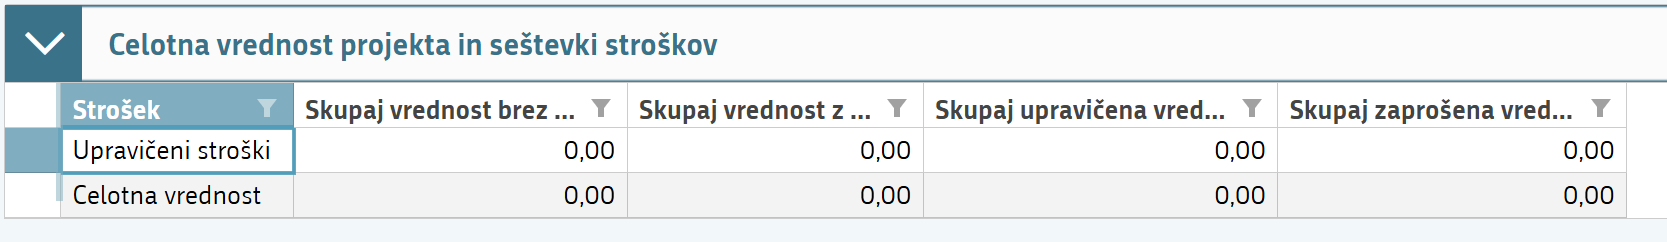 Celotna vrednost projekta in seštevki stroškov
Strošek Skupaj vrednost brez ... Skupaj vrednost z ... Skupaj upravičena vred... Skupaj zaprošena vred...
Upravičeni stroški 0,00 0,00 0,00 0,00
Celotna vrednost 0,00 0,00 0,00 0,00